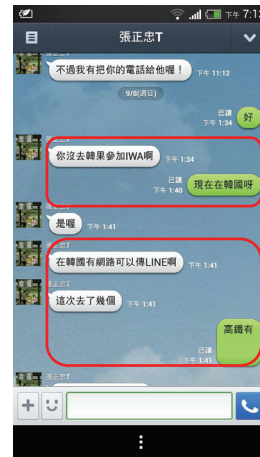 下午 7:1
張正忠T
不過我有把你的電話給他喔！ 下午 11:12
9/8(週日)
已讀
下午 1:34 好
張正忠T
你沒去韓果參加IWA啊 下午 1:34
已讀
下午 1:40 現在在韓國呀
是喔 下午 1:41
在韓國有網路可以傳LINE啊 下午 1:41
張正忠T
這次去了幾個 下午 1:41
高鐵有
已讀
下午 1:41